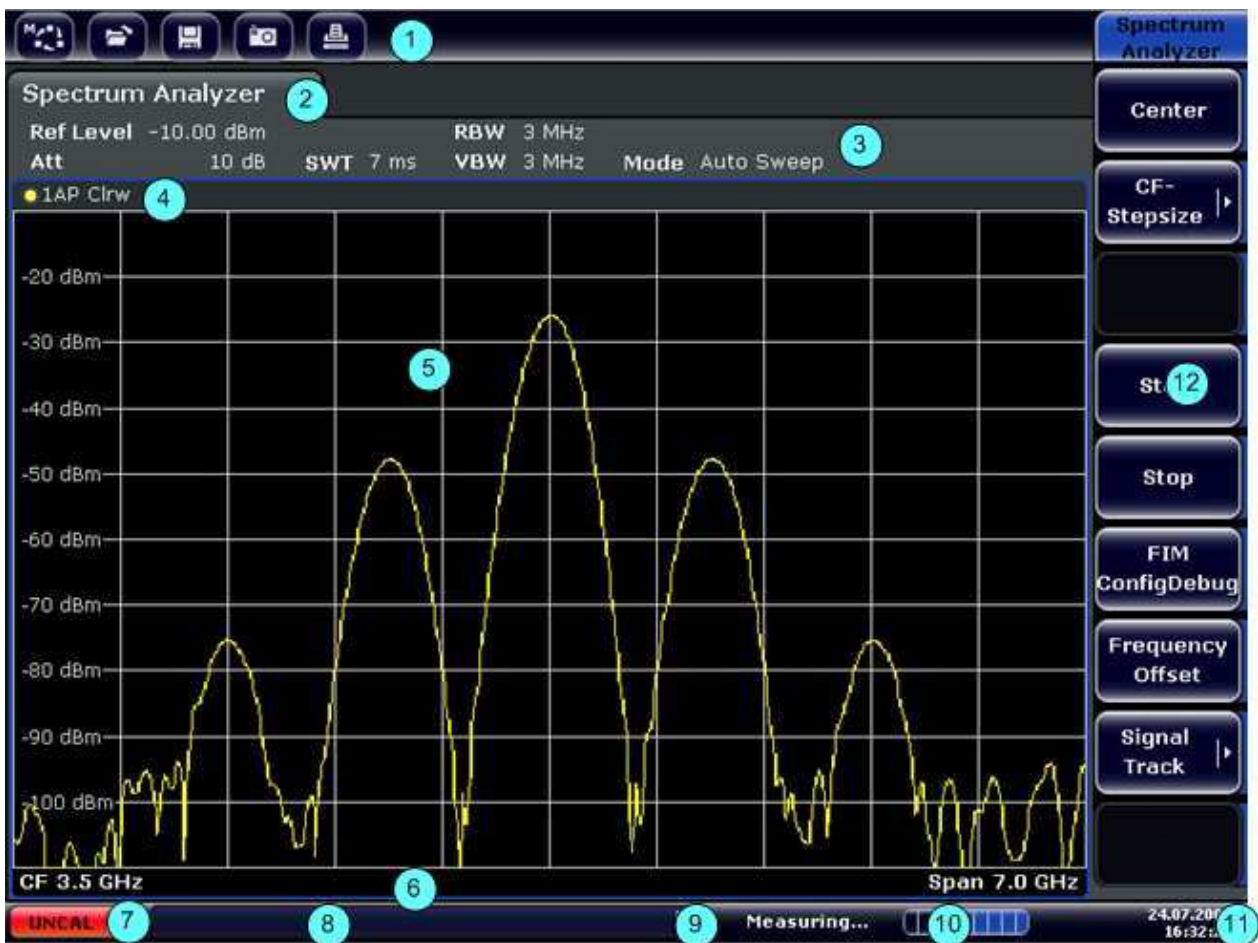 M
1
Spectrum Analyzer
Spectrum Analyzer 2
Ref Level -10.00 dBm RBW 3 MHz 3
Att 10 dB SWT 7 ms VBW 3 MHz Mode Auto Sweep
1AP Clrw 4
-20 dBm
-30 dBm
5
-40 dBm
-50 dBm
-60 dBm
-70 dBm
-80 dBm
-90 dBm
-100 dBm
CF 3.5 GHz 6 Span 7.0 GHz
UNCAL 7 8 9 Measuring... 10 11
Center
CF-
Stepsize
12
Stop
FIM
ConfigDebug
Frequency
Offset
Signal
Track